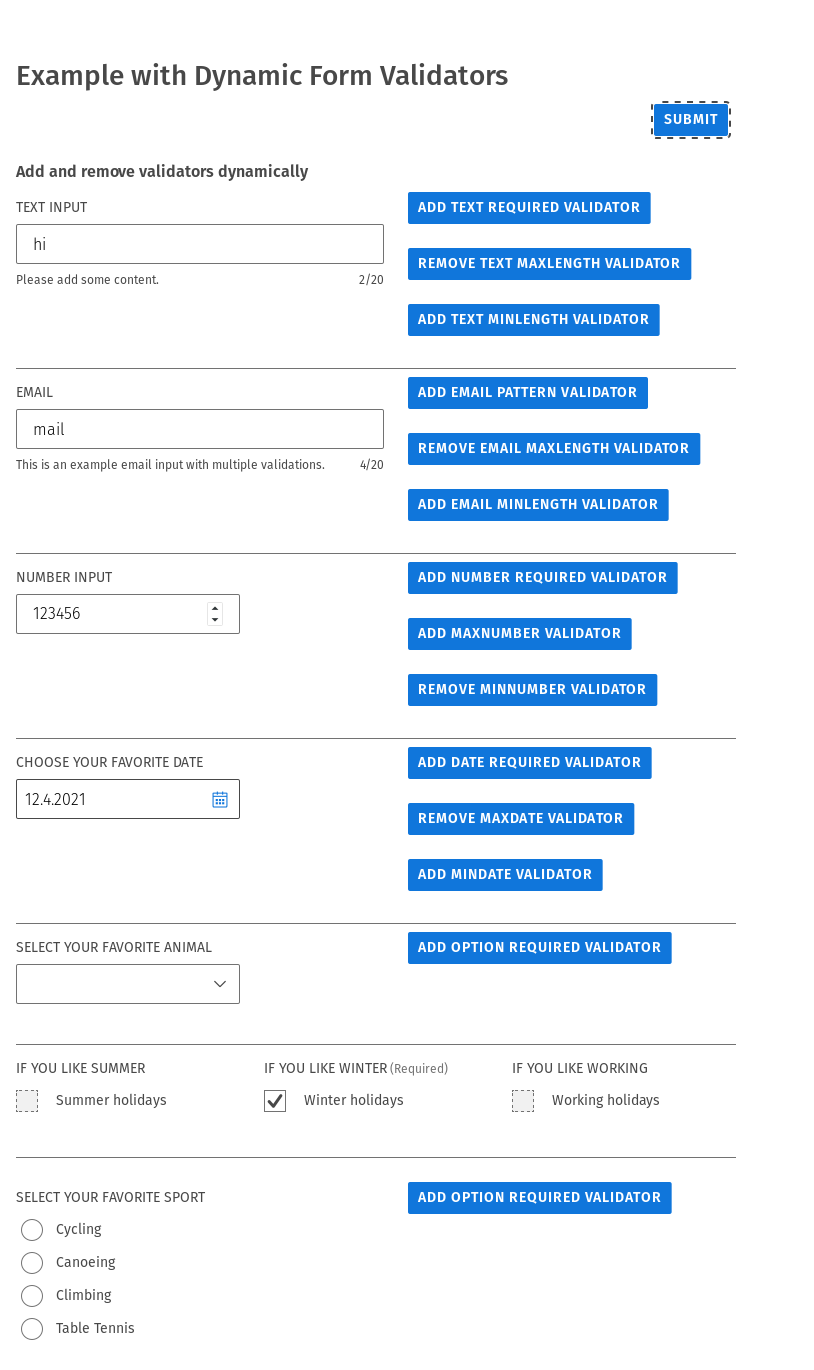 Example with Dynamic Form Validators
SUBMIT
Add and remove validators dynamically
TEXT INPUT
hi
Please add some content. 2/20
ADD TEXT REQUIRED VALIDATOR
REMOVE TEXT MAXLENGTH VALIDATOR
ADD TEXT MINLENGTH VALIDATOR
EMAIL
mail
This is an example email input with multiple validations. 4/20
ADD EMAIL PATTERN VALIDATOR
REMOVE EMAIL MAXLENGTH VALIDATOR
ADD EMAIL MINLENGTH VALIDATOR
NUMBER INPUT
123456
ADD NUMBER REQUIRED VALIDATOR
ADD MAXNUMBER VALIDATOR
REMOVE MINNUMBER VALIDATOR
CHOOSE YOUR FAVORITE DATE
12.4.2021
ADD DATE REQUIRED VALIDATOR
REMOVE MAXDATE VALIDATOR
ADD MINDATE VALIDATOR
SELECT YOUR FAVORITE ANIMAL
ADD OPTION REQUIRED VALIDATOR
IF YOU LIKE SUMMER
Summer holidays
IF YOU LIKE WINTER (Required)
Winter holidays
IF YOU LIKE WORKING
Working holidays
SELECT YOUR FAVORITE SPORT
ADD OPTION REQUIRED VALIDATOR
Cycling
Canoeing
Climbing
Table Tennis